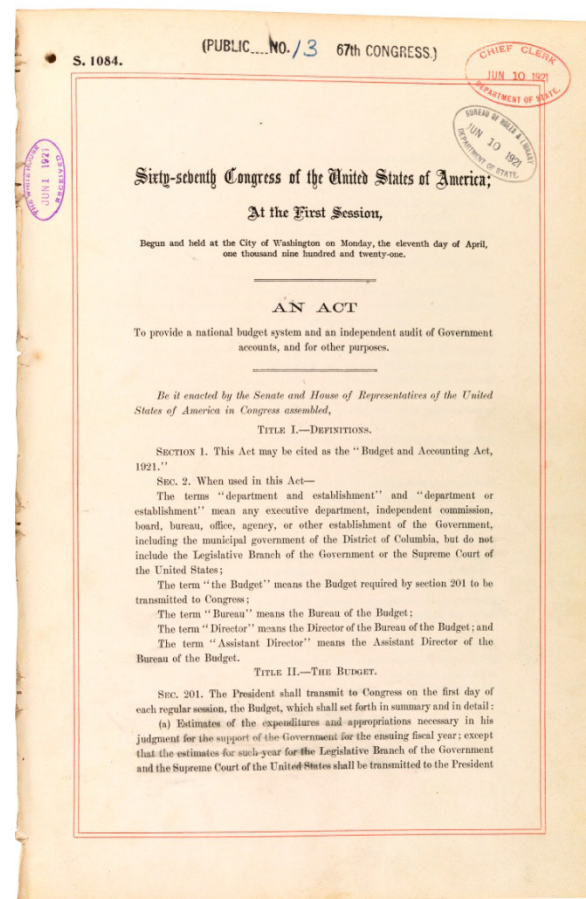 (PUBLIC....NO. 13 67th CONGRESS.)
S. 1084.
CHIEF CLERK
JUN 10 1921
DEPARTMENT OF STATE.
BUREAU OF ROLLS & LIBRARY
JUN 10 1921
DEPARTMENT OF STATE.
THE WHITE HOUSE
JUN 1 1921
Sixty-seventh Congress of the United States of America;
At the First Session,
Begun and held at the City of Washington on Monday, the eleventh day of April,
one thousand nine hundred and twenty-one.
AN ACT
To provide a national budget system and an independent audit of Government
accounts, and for other purposes.
Be it enacted by the Senate and House of Representatives of the United
States of America in Congress assembled,
TITLE I.—DEFINITIONS.
SECTION 1. This Act may be cited as the "Budget and Accounting Act,
1921."
SEC. 2. When used in this Act—
The terms "department and establishment" and "department or
establishment" mean any executive department, independent commission,
board, bureau, office, agency, or other establishment of the Government,
including the municipal government of the District of Columbia, but do not
include the Legislative Branch of the Government or the Supreme Court of
the United States;
The term "the Budget" means the Budget required by section 201 to be
transmitted to Congress;
The term "Bureau" means the Bureau of the Budget;
The term "Director" means the Director of the Bureau of the Budget; and
The term "Assistant Director" means the Assistant Director of the
Bureau of the Budget.
TITLE II.—THE BUDGET.
SEC. 201. The President shall transmit to Congress on the first day of
each regular session, the Budget, which shall set forth in summary and in detail:
(a) Estimates of the expenditures and appropriations necessary in his
judgment for the support of the Government for the ensuing fiscal year; except
that the estimates for such year for the Legislative Branch of the Government
and the Supreme Court of the United States shall be transmitted to the President